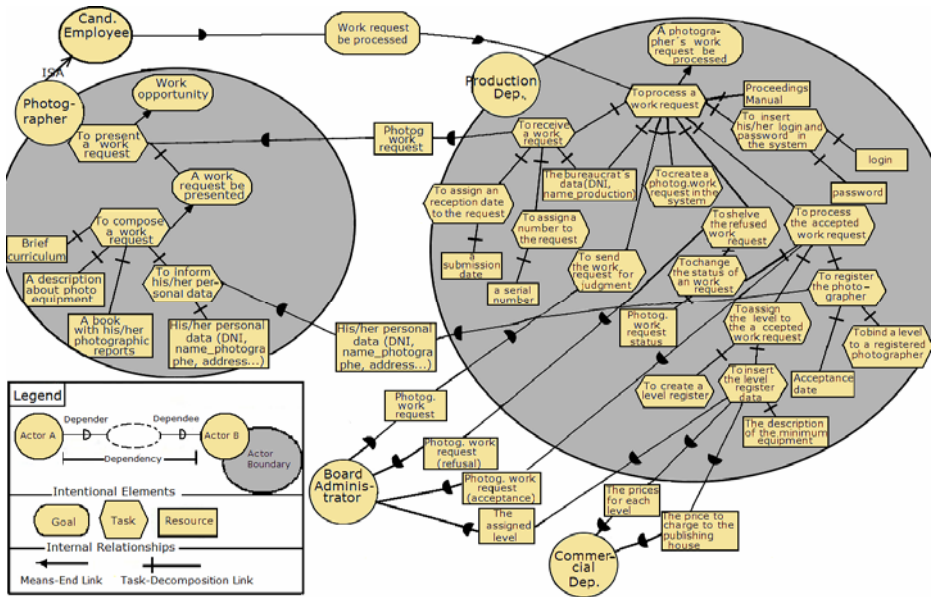 Cand.
Employee
Work request
be processed
A photogra-
pher´s work
request be
processed
ISA
Photogr-
apher
Work
opportunity
Production
Dep.,
To process a
work request
Proceedings
Manual
To present
a work
request
Photog
work
request
To receive
a work
request
To insert
his/her login and
password in
the system
login
password
A work
request be
presented
The bureaucrat's
data(DNI,
name_production)
To create a
photog.work
request in the
system
To assign an
reception date
to the request
To assign a
number to
the request
To shelve
the refused
work
request
To process
the accepted
work request
To compose
a work
request
Brief
curriculum
A description
about photo
equipment
To inform
his/her per-
sonal data
a
submission
date
a serial number
To send
the work
request for
judgment
To change
the status of an
work request
To register
the photo-
grapher
A book
with his/her
photographic
reports
His/her personal
data (DNI,
name_photogra
phe, address...)
His/her personal
data (DNI,
name_photogra
phe, address...)
Photog.
work
request
status
To assign
the level to
the a ccepted
work request
To bind a level
to a registered
photographer
To create a
level register
To insert
the level
register
data
Acceptance
date
The description
of the minimum
equipment
Photog.
work
request
Photog. work
request
(refusal)
Photog. work
request
(acceptance)
The
assigned
level
Board
Adminis-
trator
The prices
for each
level
The price to
charge to the
publishing
house
Commer-
cial
Dep.
Legend
Actor A
Depender
D
Dependee
D
Actor B
Dependency
Actor
Boundary
Intentional Elements
Goal
Task
Resource
Internal Relationships
Means-End Link
Task-Decomposition Link